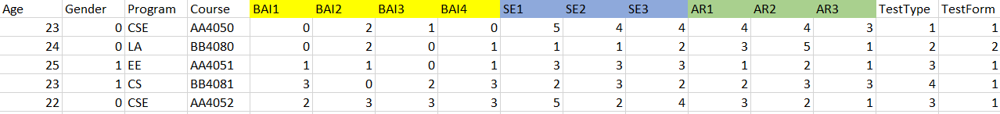 Age Gender Program Course BAI1 BAI2 BAI3 BAI4 SE1 SE2 SE3 AR1 AR2 AR3 TestType TestForm
23 0 CSE AA4050 0 2 1 0 5 4 4 4 4 3 1 1
24 0 LA BB4080 0 2 0 1 1 1 2 3 5 1 2 2
25 1 EE AA4051 1 1 0 1 3 3 3 1 2 1 3 1
23 1 CS BB4081 3 0 2 3 2 3 2 2 3 3 4 1
22 0 CSE AA4052 2 3 3 3 5 2 4 3 2 1 3 1